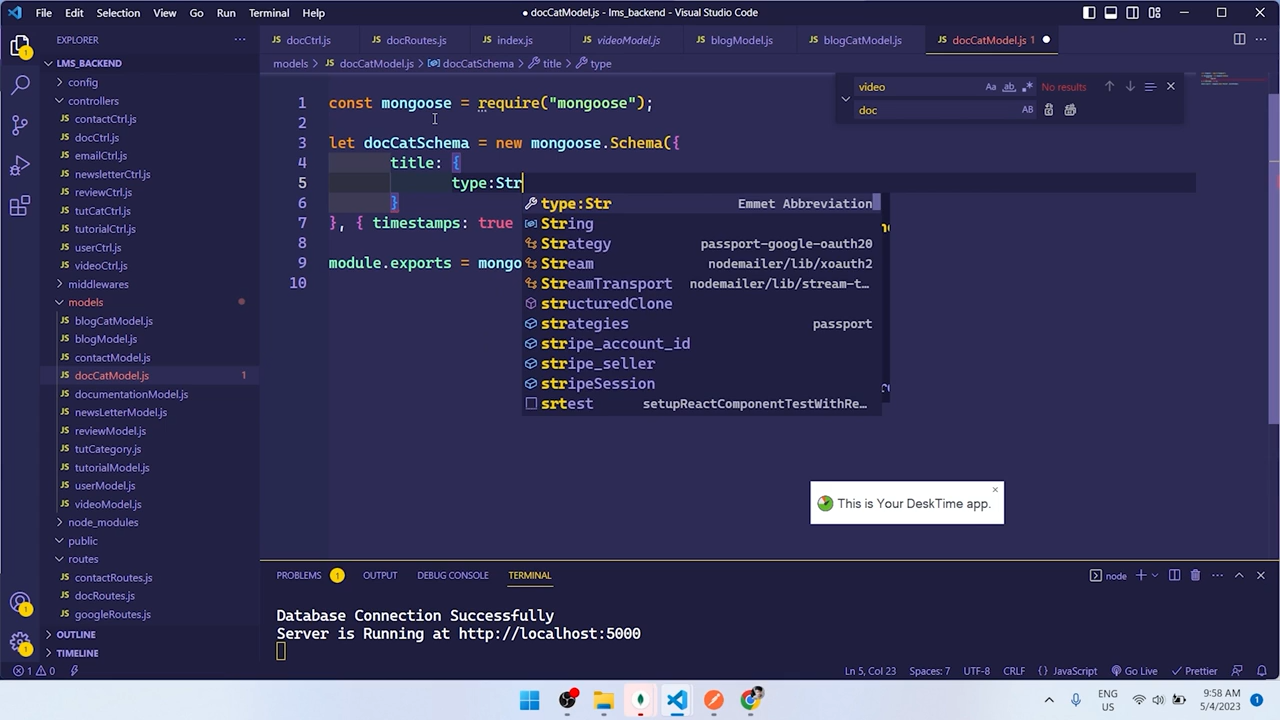 File Edit Selection View Go Run Terminal Help
● docCatModel.js - lms_backend - Visual Studio Code
EXPLORER
docCtrl.js
docRoutes.js
index.js
videoModel.js
blogModel.js
blogCatModel.js
docCatModel.js 1
LMS_BACKEND
config
controllers
contactCtrl.js
docCtrl.js
emailCtrl.js
newsletterCtrl.js
reviewCtrl.js
tutCatCtrl.js
tutorialCtrl.js
userCtrl.js
videoCtrl.js
middlewares
models
blogCatModel.js
blogModel.js
contactModel.js
docCatModel.js 1
documentationModel.js
newsLetterModel.js
reviewModel.js
tutCategory.js
tutorialModel.js
userModel.js
videoModel.js
node_modules
public
routes
contactRoutes.js
docRoutes.js
googleRoutes.js
OUTLINE
TIMELINE
models > JS docCatModel.js > docCatSchema > title > type
video Aa ab .* No results
doc AB
1 const mongoose = require("mongoose");
2
3 let docCatSchema = new mongoose.Schema({
4 title: {
5 type:Str
6 }
7 }, { timestamps: true
8
9 module.exports = mongo
10
type:Str Emmet Abbreviation
String
Strategy passport-google-oauth20
Stream nodemailer/lib/xoauth2
StreamTransport nodemailer/lib/stream-t…
structuredClone
strategies passport
stripe_account_id
stripe_seller
stripeSession
srtest setupReactComponentTestWithRe…
This is Your DeskTime app.
PROBLEMS 1 OUTPUT DEBUG CONSOLE TERMINAL
node
Database Connection Successfully
Server is Running at http://localhost:5000
1 0
Ln 5, Col 23 Spaces: 7 UTF-8 CRLF {} JavaScript Go Live Prettier
ENG
US
9:58 AM
5/4/2023
1